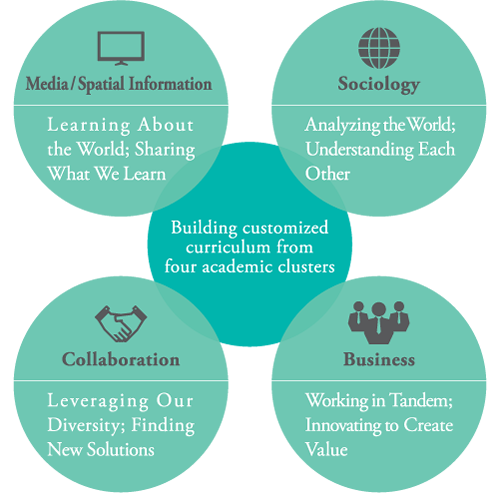 Media / Spatial Information
Learning About
the World; Sharing
What We Learn
Sociology
Analyzing the World;
Understanding Each
Other
Building customized
curriculum from
four academic clusters
Collaboration
Leveraging Our
Diversity; Finding
New Solutions
Business
Working in Tandem;
Innovating to Create
Value